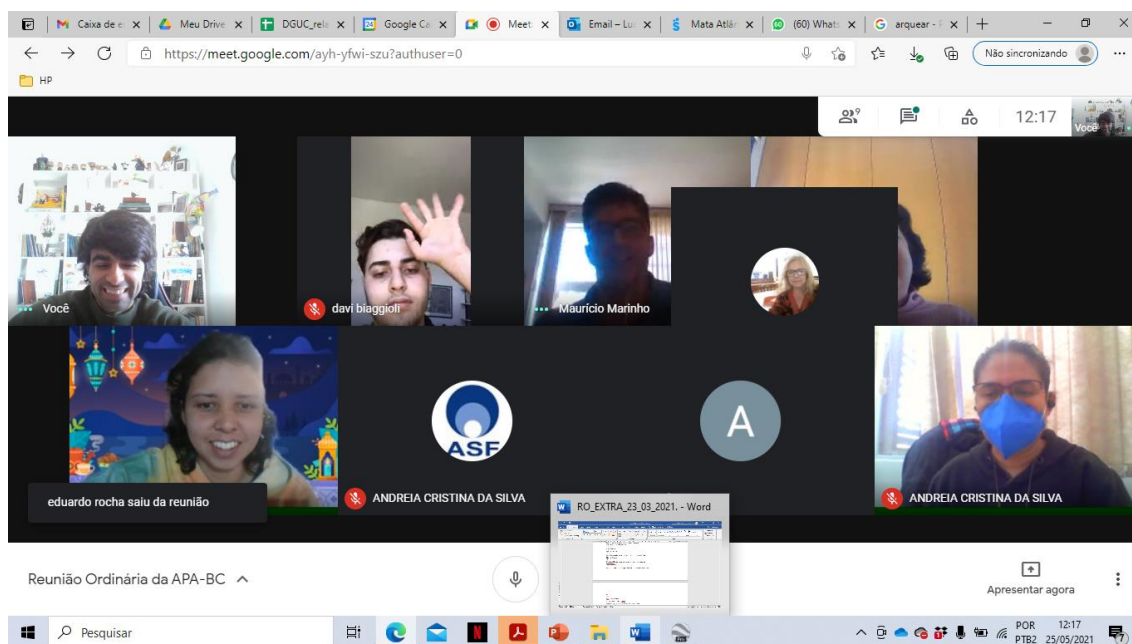 Caixa de e
Meu Drive
DGUC_rela
Google Ca
Meet:
Email – Lu
Mata Atlâr
(60) Whats
arquear - P
https://meet.google.com/ayh-yfwi-szu?authuser=0
Não sincronizando
HP
9
12:17
Você
Você
davi biaggioli
Maurício Marinho
ASF
A
eduardo rocha saiu da reunião
ANDREIA CRISTINA DA SILVA
ANDREIA CRISTINA DA SILVA
RO_EXTRA_23_03_2021. - Word
Reunião Ordinária da APA-BC
Apresentar agora
Pesquisar
POR
PTB2
12:17
25/05/2021
7